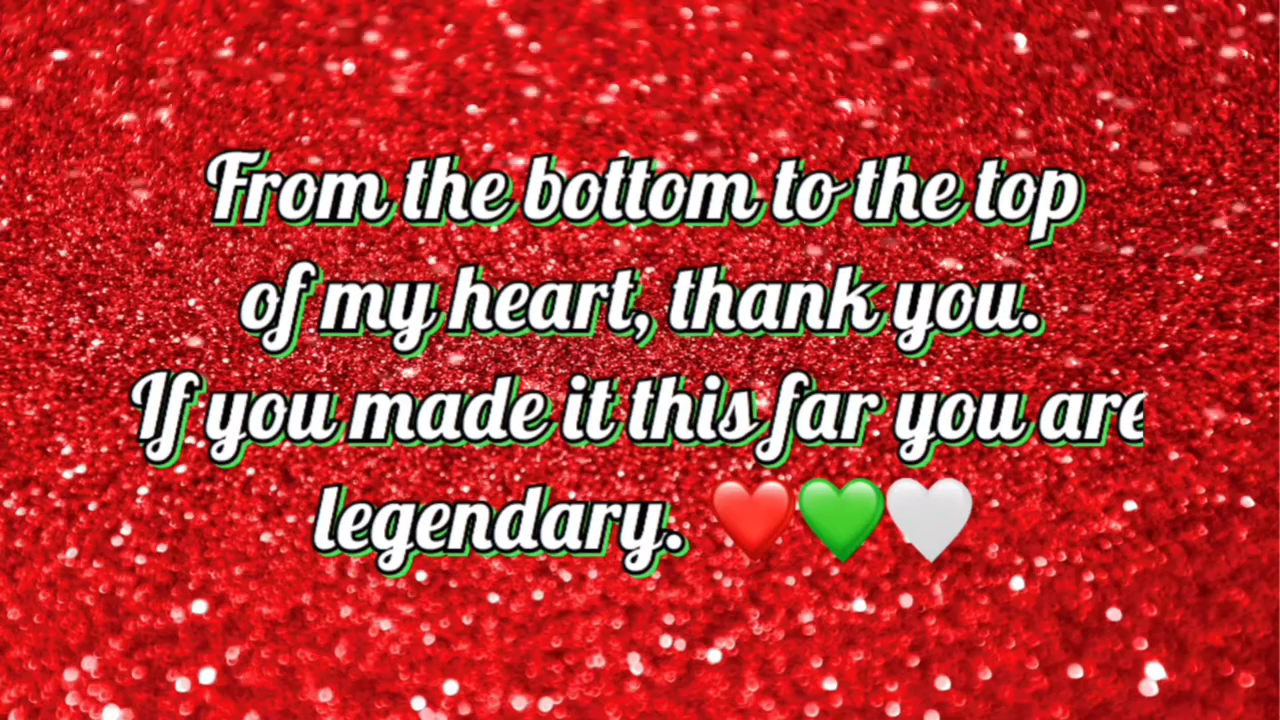 From the bottom to the top
of my heart, thank you.
If you made it this far you are
legendary. ❤️💚🤍